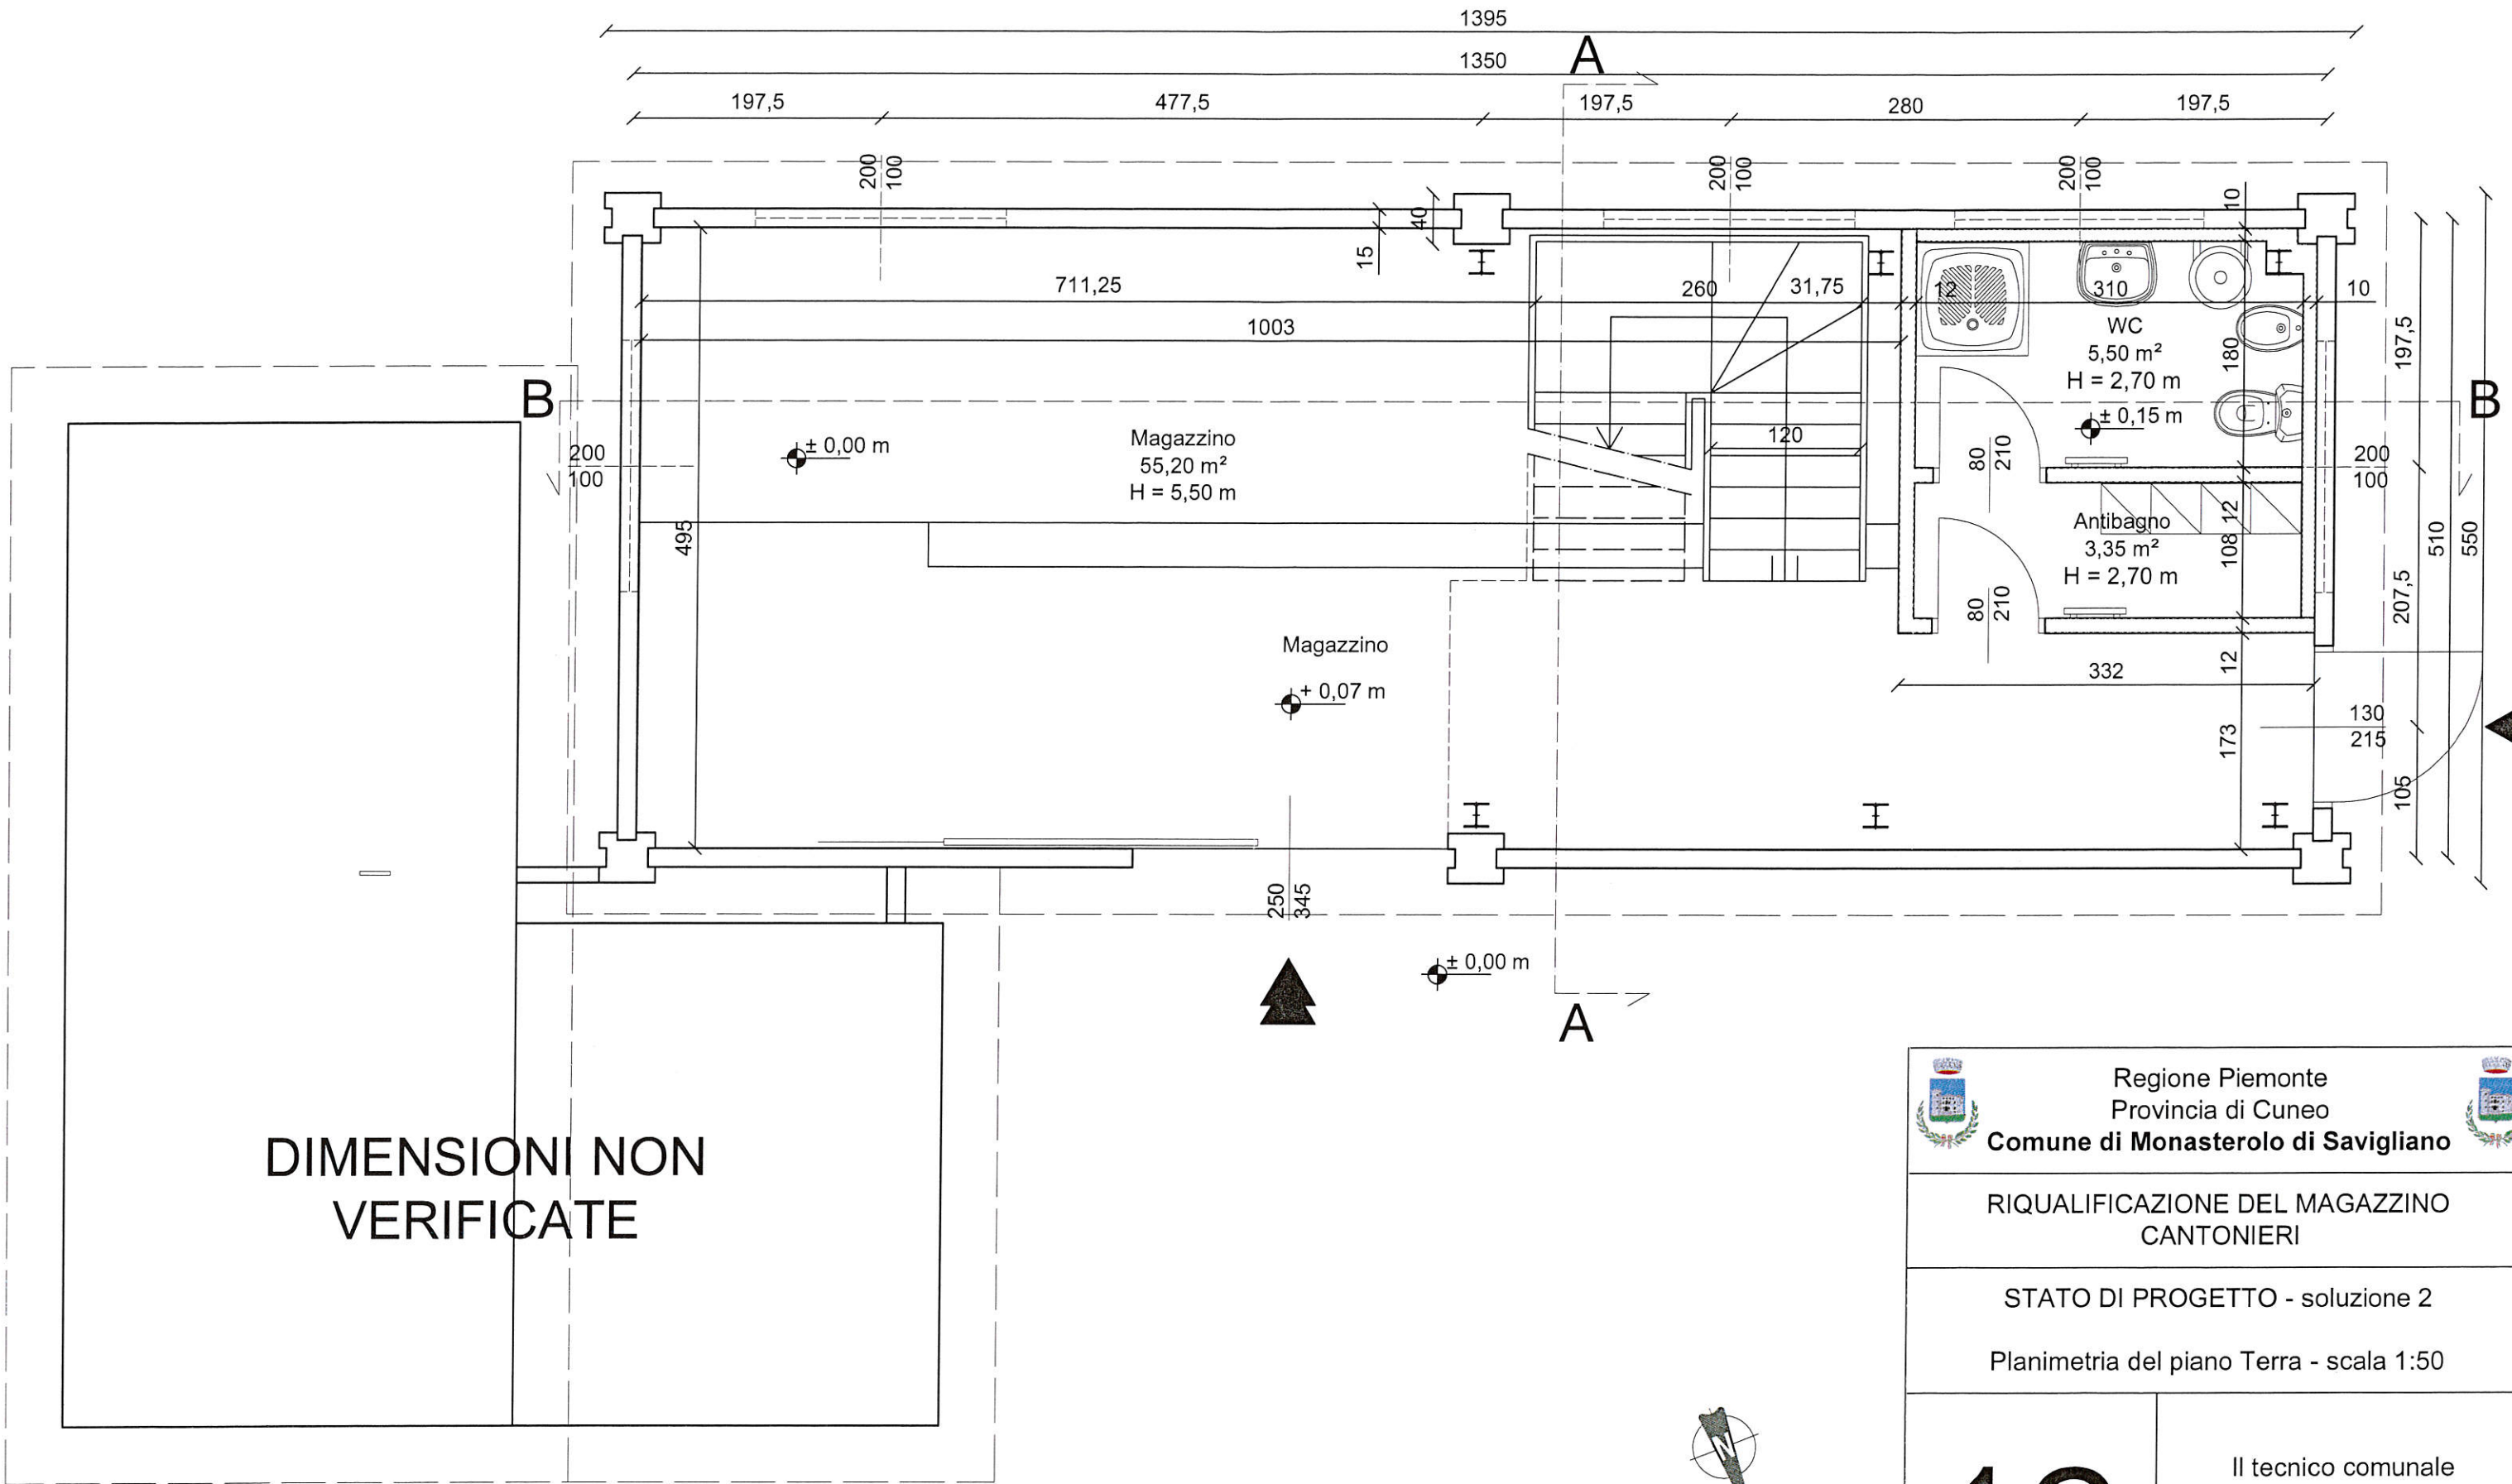 1395
1350
A
197,5
477,5
197,5
280
197,5
200
100
200
100
200
100
10
40
15
711,25
260
31,75
12
310
10
1003
WC
5,50 m²
H = 2,70 m
180
197,5
B
B
± 0,15 m
± 0,00 m
Magazzino
55,20 m²
H = 5,50 m
120
200
100
80
210
200
100
495
12
Antibagno
3,35 m²
H = 2,70 m
108
510
550
80
210
207,5
Magazzino
12
332
+ 0,07 m
130
215
173
105
250
345
± 0,00 m
A
DIMENSIONI NON
VERIFICATE
Regione Piemonte
Provincia di Cuneo
Comune di Monasterolo di Savigliano
RIQUALIFICAZIONE DEL MAGAZZINO
CANTONIERI
STATO DI PROGETTO - soluzione 2
Planimetria del piano Terra - scala 1:50
N
Il tecnico comunale